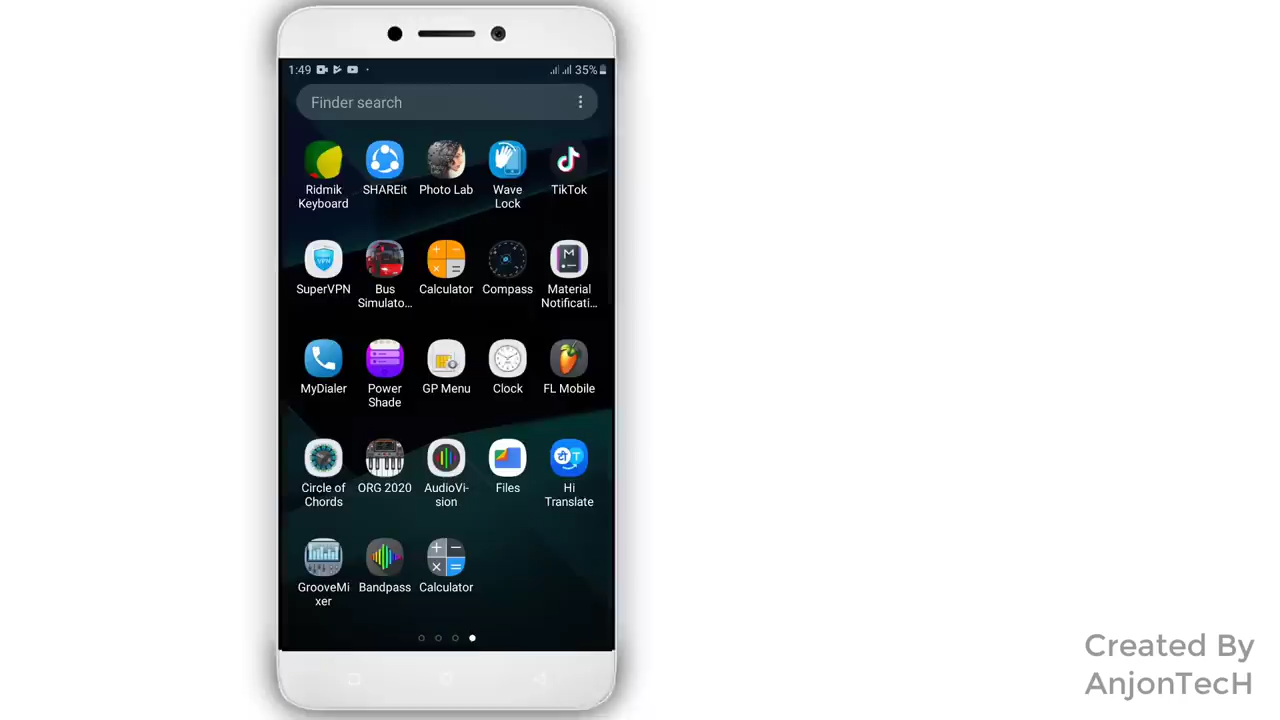 1:49
35%
Finder search
Ridmik Keyboard
SHAREit
Photo Lab
Wave Lock
TikTok
SuperVPN
VPN
Bus Simulato...
Calculator
Compass
M
Material Notificati...
MyDialer
Power Shade
GP Menu
Clock
FL Mobile
Circle of Chords
ORG 2020
AudioVi-sion
Files
Hi Translate
T
GrooveMixer
Bandpass
Calculator
Created By
AnjonTecH